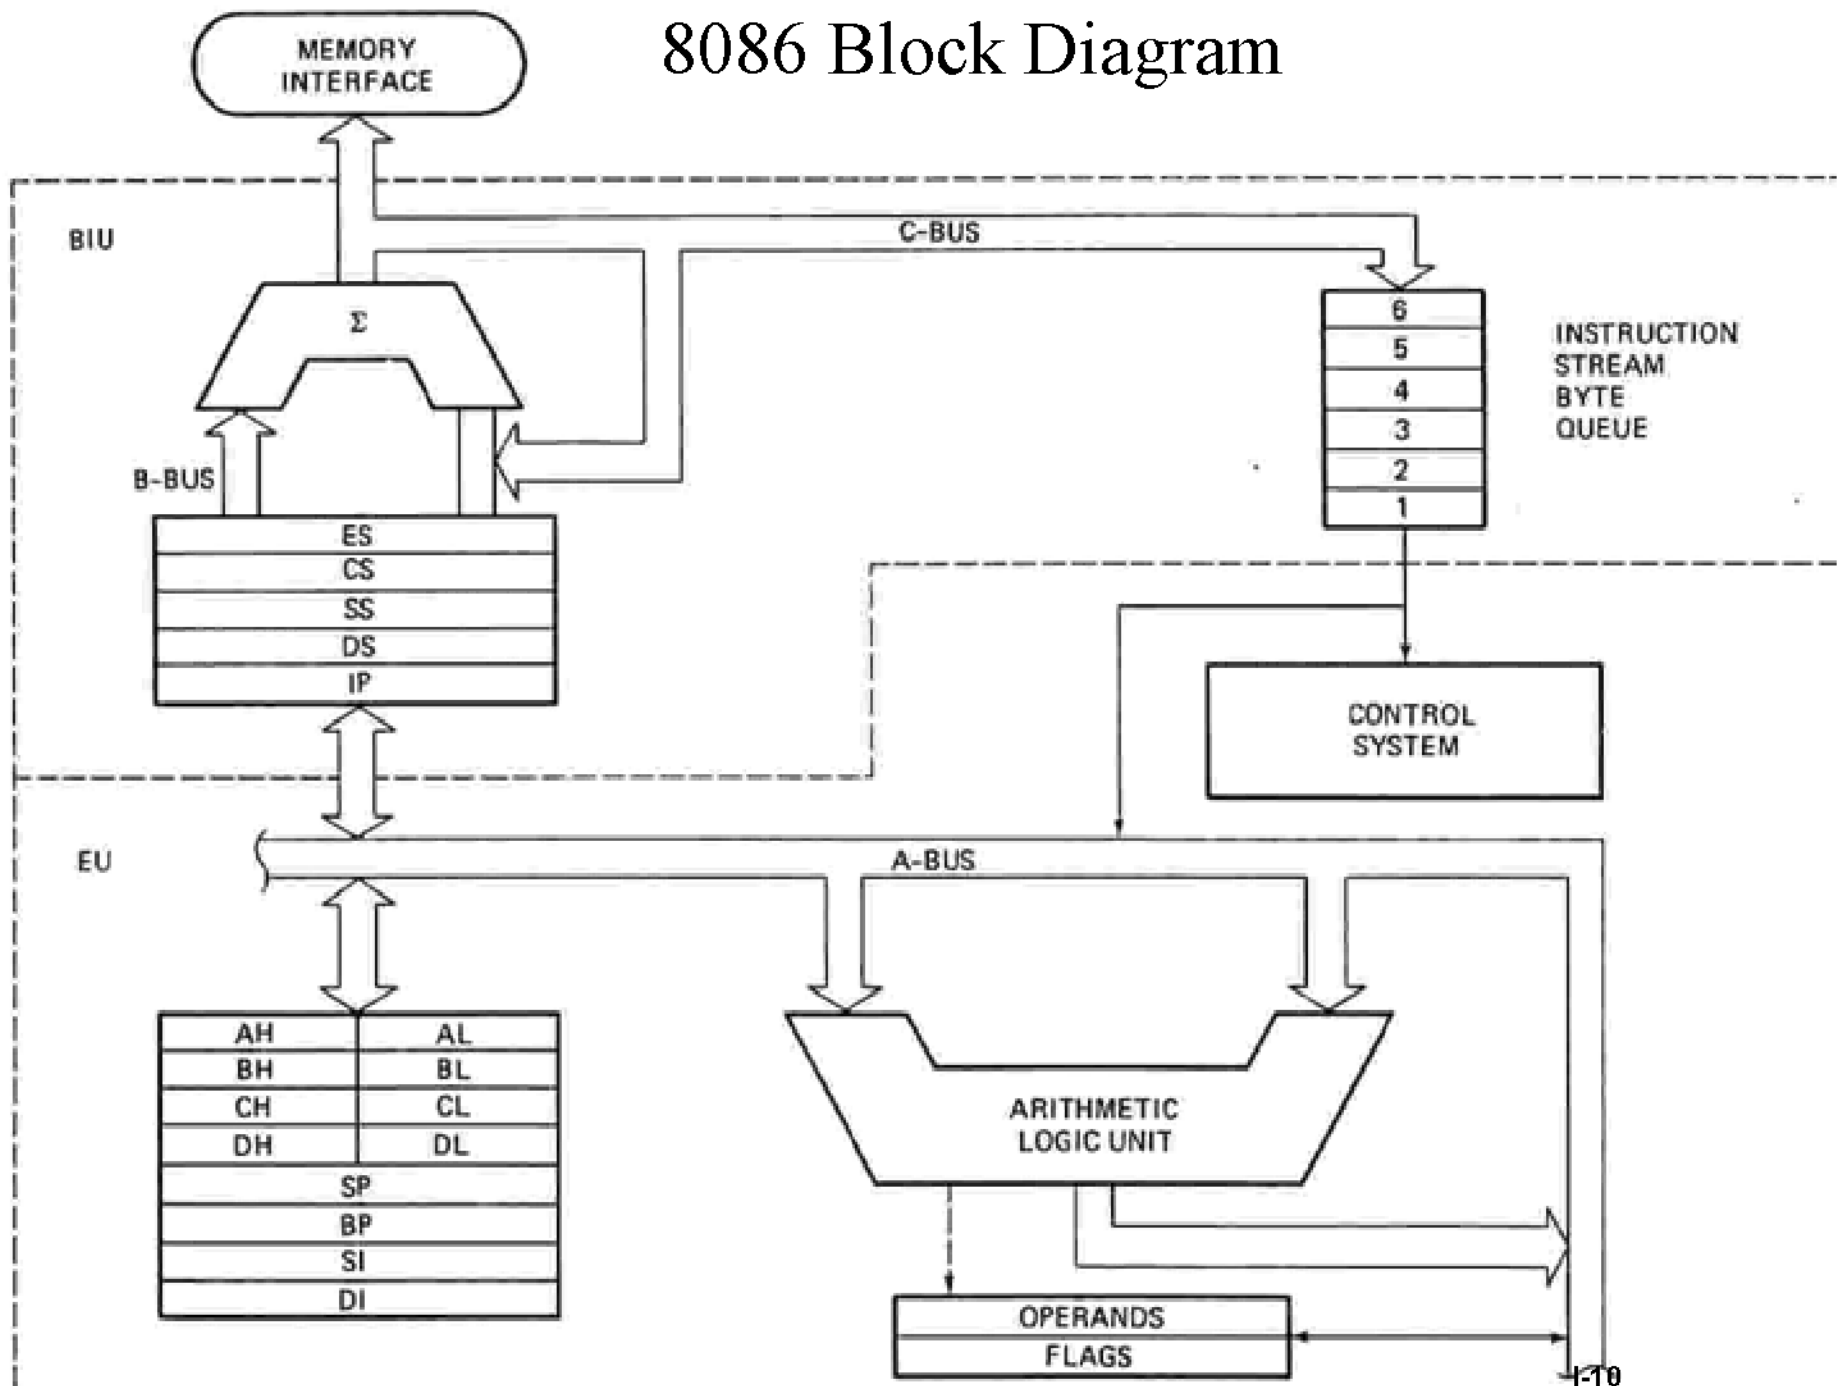 8086 Block Diagram
MEMORY
INTERFACE
BIU
C-BUS
Σ
B-BUS
6
5
4
3
2
1
INSTRUCTION
STREAM
BYTE
QUEUE
ES
CS
SS
DS
IP
CONTROL
SYSTEM
EU
A-BUS
AH AL
BH BL
CH CL
DH DL
SP
BP
SI
DI
ARITHMETIC
LOGIC UNIT
OPERANDS
FLAGS
I-10